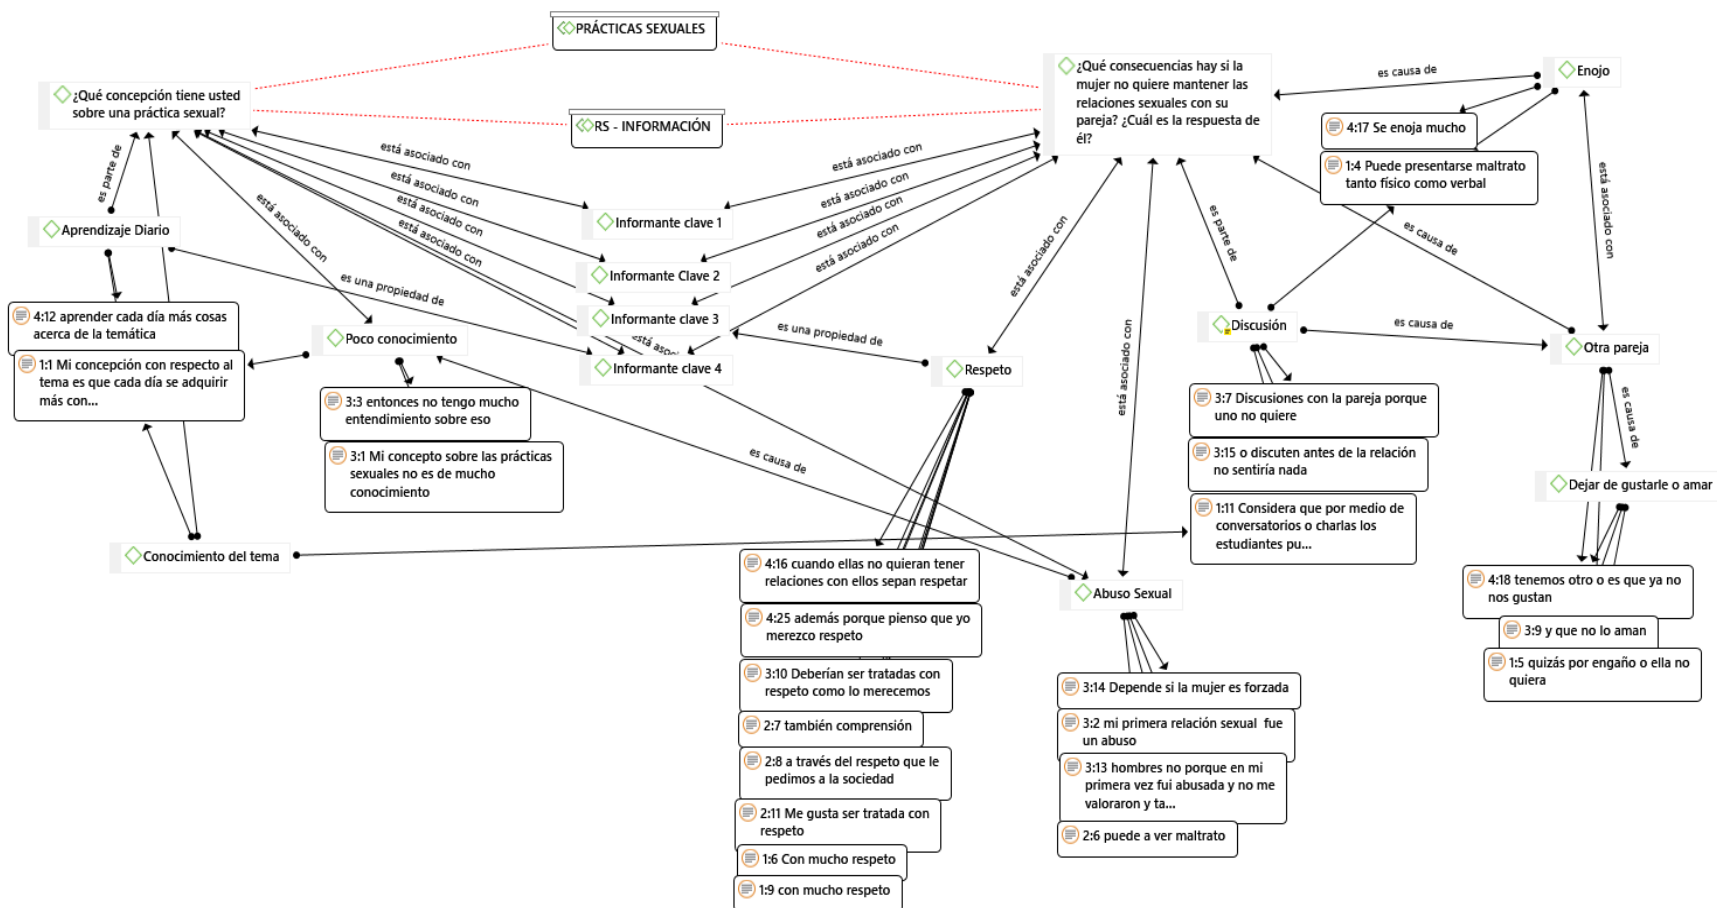 PRÁCTICAS SEXUALES
¿Qué concepción tiene usted
sobre una práctica sexual?
RS - INFORMACIÓN
¿Qué consecuencias hay si la
mujer no quiere mantener las
relaciones sexuales con su
pareja? ¿Cuál es la respuesta de
él?
es causa de
Enojo
4:17 Se enoja mucho
1:4 Puede presentarse maltrato
tanto físico como verbal
está asociado con
está asociado con
está asociado con
está asociado con
está asociado con
está asociado con
está asociado con
está asociado con
está asociado con
es parte de
está asociado con
Informante clave 1
Informante Clave 2
Informante clave 3
Informante clave 4
Aprendizaje Diario
es una propiedad de
4:12 aprender cada día más cosas
acerca de la temática
1:1 Mi concepción con respecto al
tema es que cada día se adquirir
más con...
Poco conocimiento
3:3 entonces no tengo mucho
entendimiento sobre eso
3:1 Mi concepto sobre las prácticas
sexuales no es de mucho
conocimiento
es una propiedad de
Respeto
está asociado con
está asociado con
es parte de
es causa de
Discusión
es causa de
Otra pareja
es causa de
3:7 Discusiones con la pareja porque
uno no quiere
3:15 o discuten antes de la relación
no sentiría nada
1:11 Considera que por medio de
conversatorios o charlas los
estudiantes pu...
Dejar de gustarle o amar
4:18 tenemos otro o es que ya no
nos gustan
3:9 y que no lo aman
1:5 quizás por engaño o ella no
quiera
es causa de
Conocimiento del tema
4:16 cuando ellas no quieran tener
relaciones con ellos sepan respetar
4:25 además porque pienso que yo
merezco respeto
3:10 Deberían ser tratadas con
respeto como lo merecemos
2:7 también comprensión
2:8 a través del respeto que le
pedimos a la sociedad
2:11 Me gusta ser tratada con
respeto
1:6 Con mucho respeto
1:9 con mucho respeto
Abuso Sexual
3:14 Depende si la mujer es forzada
3:2 mi primera relación sexual fue
un abuso
3:13 hombres no porque en mi
primera vez fui abusada y no me
valoraron y ta...
2:6 puede a ver maltrato